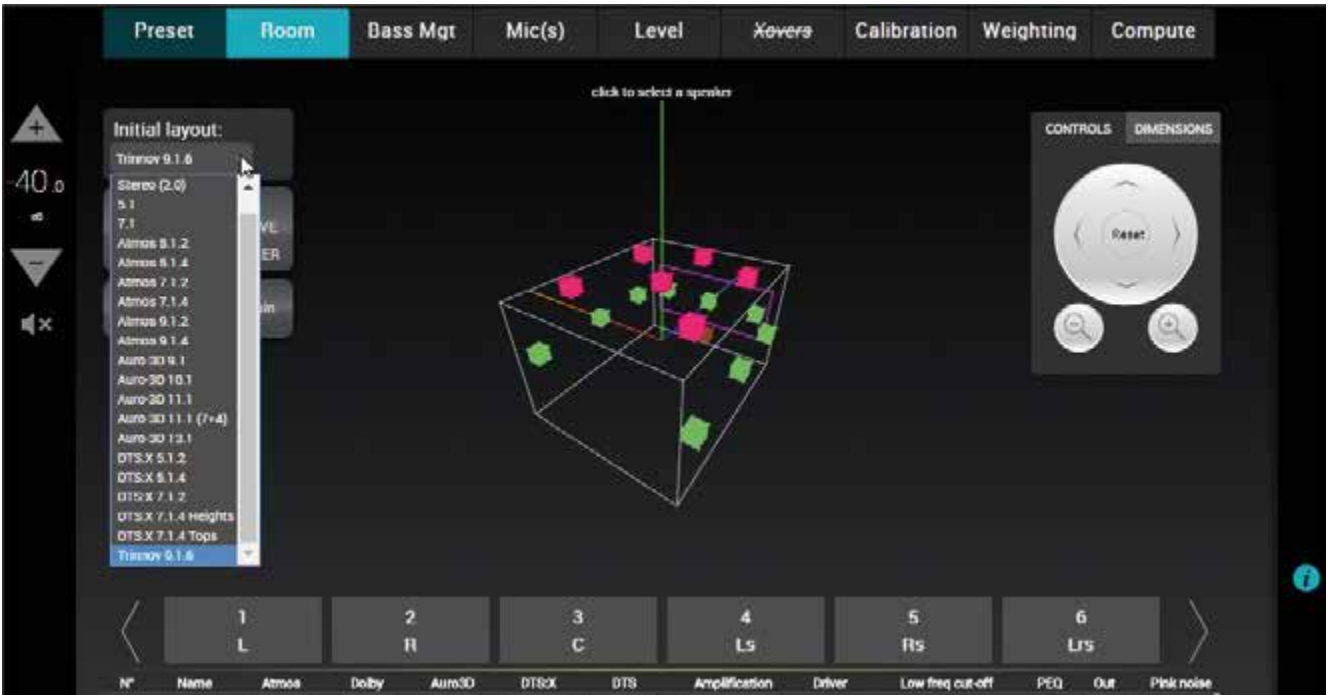 Preset Room Bass Mgt Mic(s) Level Xovers Calibration Weighting Compute
click to select a speaker
Initial layout:
Trinnov 9.1.6
Stereo (2.0)
5.1
7.1
Atmos 5.1.2
Atmos 5.1.4
Atmos 7.1.2
Atmos 7.1.4
Atmos 9.1.2
Atmos 9.1.4
Auro-3D 9.1
Auro-3D 10.1
Auro-3D 11.1
Auro-3D 11.1 (7+4)
Auro-3D 13.1
DTS:X 5.1.2
DTS:X 5.1.4
DTS:X 7.1.2
DTS:X 7.1.4 Heights
DTS:X 7.1.4 Tops
Trinnov 9.1.6
VE
ER
in
+
-40.0
dB
−
CONTROLS DIMENSIONS
Reset
i
1 2 3 4 5 6
L R C Ls Rs Lrs
N° Name Atmos Dolby Auro3D DTS:X DTS Amplification Driver Low freq cut-off PEQ Out Pink noise